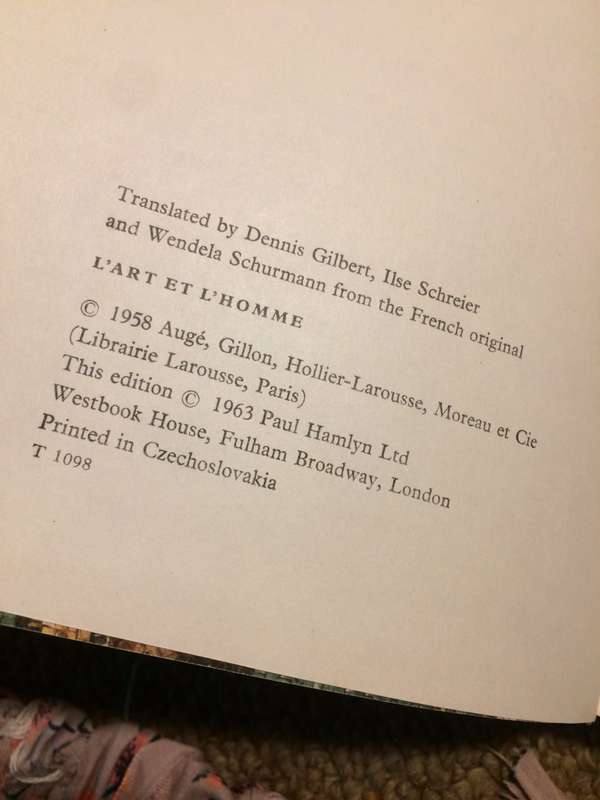 Translated by Dennis Gilbert, Ilse Schreier
and Wendela Schurmann from the French original
L'ART ET L'HOMME
© 1958 Augé, Gillon, Hollier-Larousse, Moreau et Cie
(Librairie Larousse, Paris)
This edition © 1963 Paul Hamlyn Ltd
Westbook House, Fulham Broadway, London
Printed in Czechoslovakia
T 1098